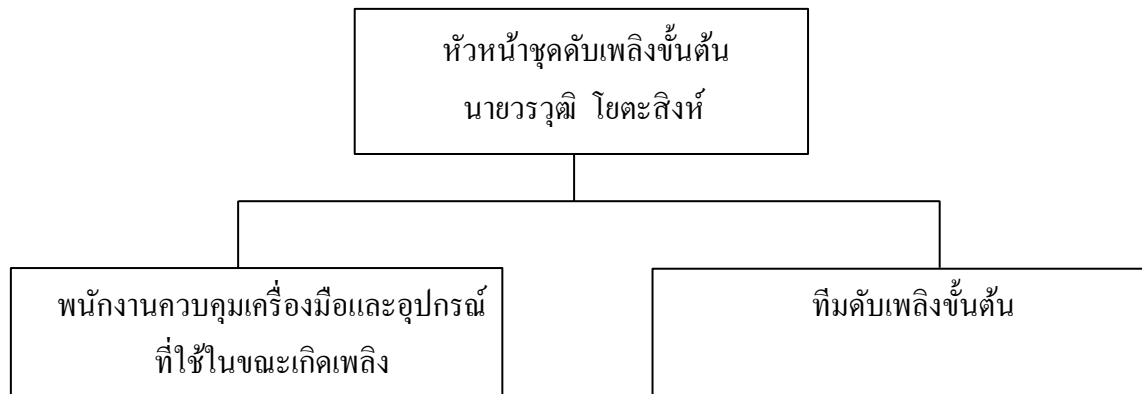 หัวหน้าชุดดับเพลิงขั้นต้น
นายวรวุฒิ โยตะสิงห์
พนักงานควบคุมเครื่องมือและอุปกรณ์
ที่ใช้ในขณะเกิดเพลิง
ทีมดับเพลิงขั้นต้น